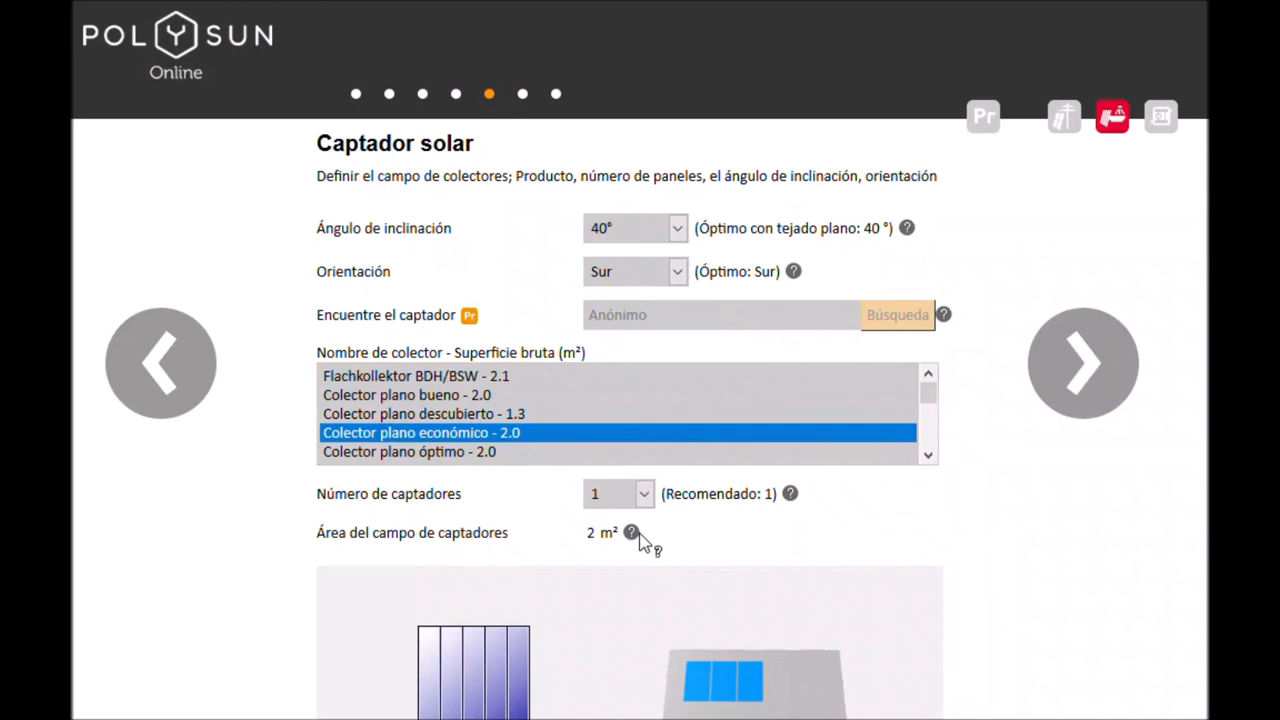 POLYSUN
Online
Pr
Captador solar
Definir el campo de colectores; Producto, número de paneles, el ángulo de inclinación, orientación
Ángulo de inclinación 40° (Óptimo con tejado plano: 40 °) ?
Orientación Sur (Óptimo: Sur) ?
Encuentre el captador Pr Anónimo Búsqueda ?
Nombre de colector - Superficie bruta (m²)
Flachkollektor BDH/BSW - 2.1
Colector plano bueno - 2.0
Colector plano descubierto - 1.3
Colector plano económico - 2.0
Colector plano óptimo - 2.0
Número de captadores 1 (Recomendado: 1) ?
Área del campo de captadores 2 m² ?